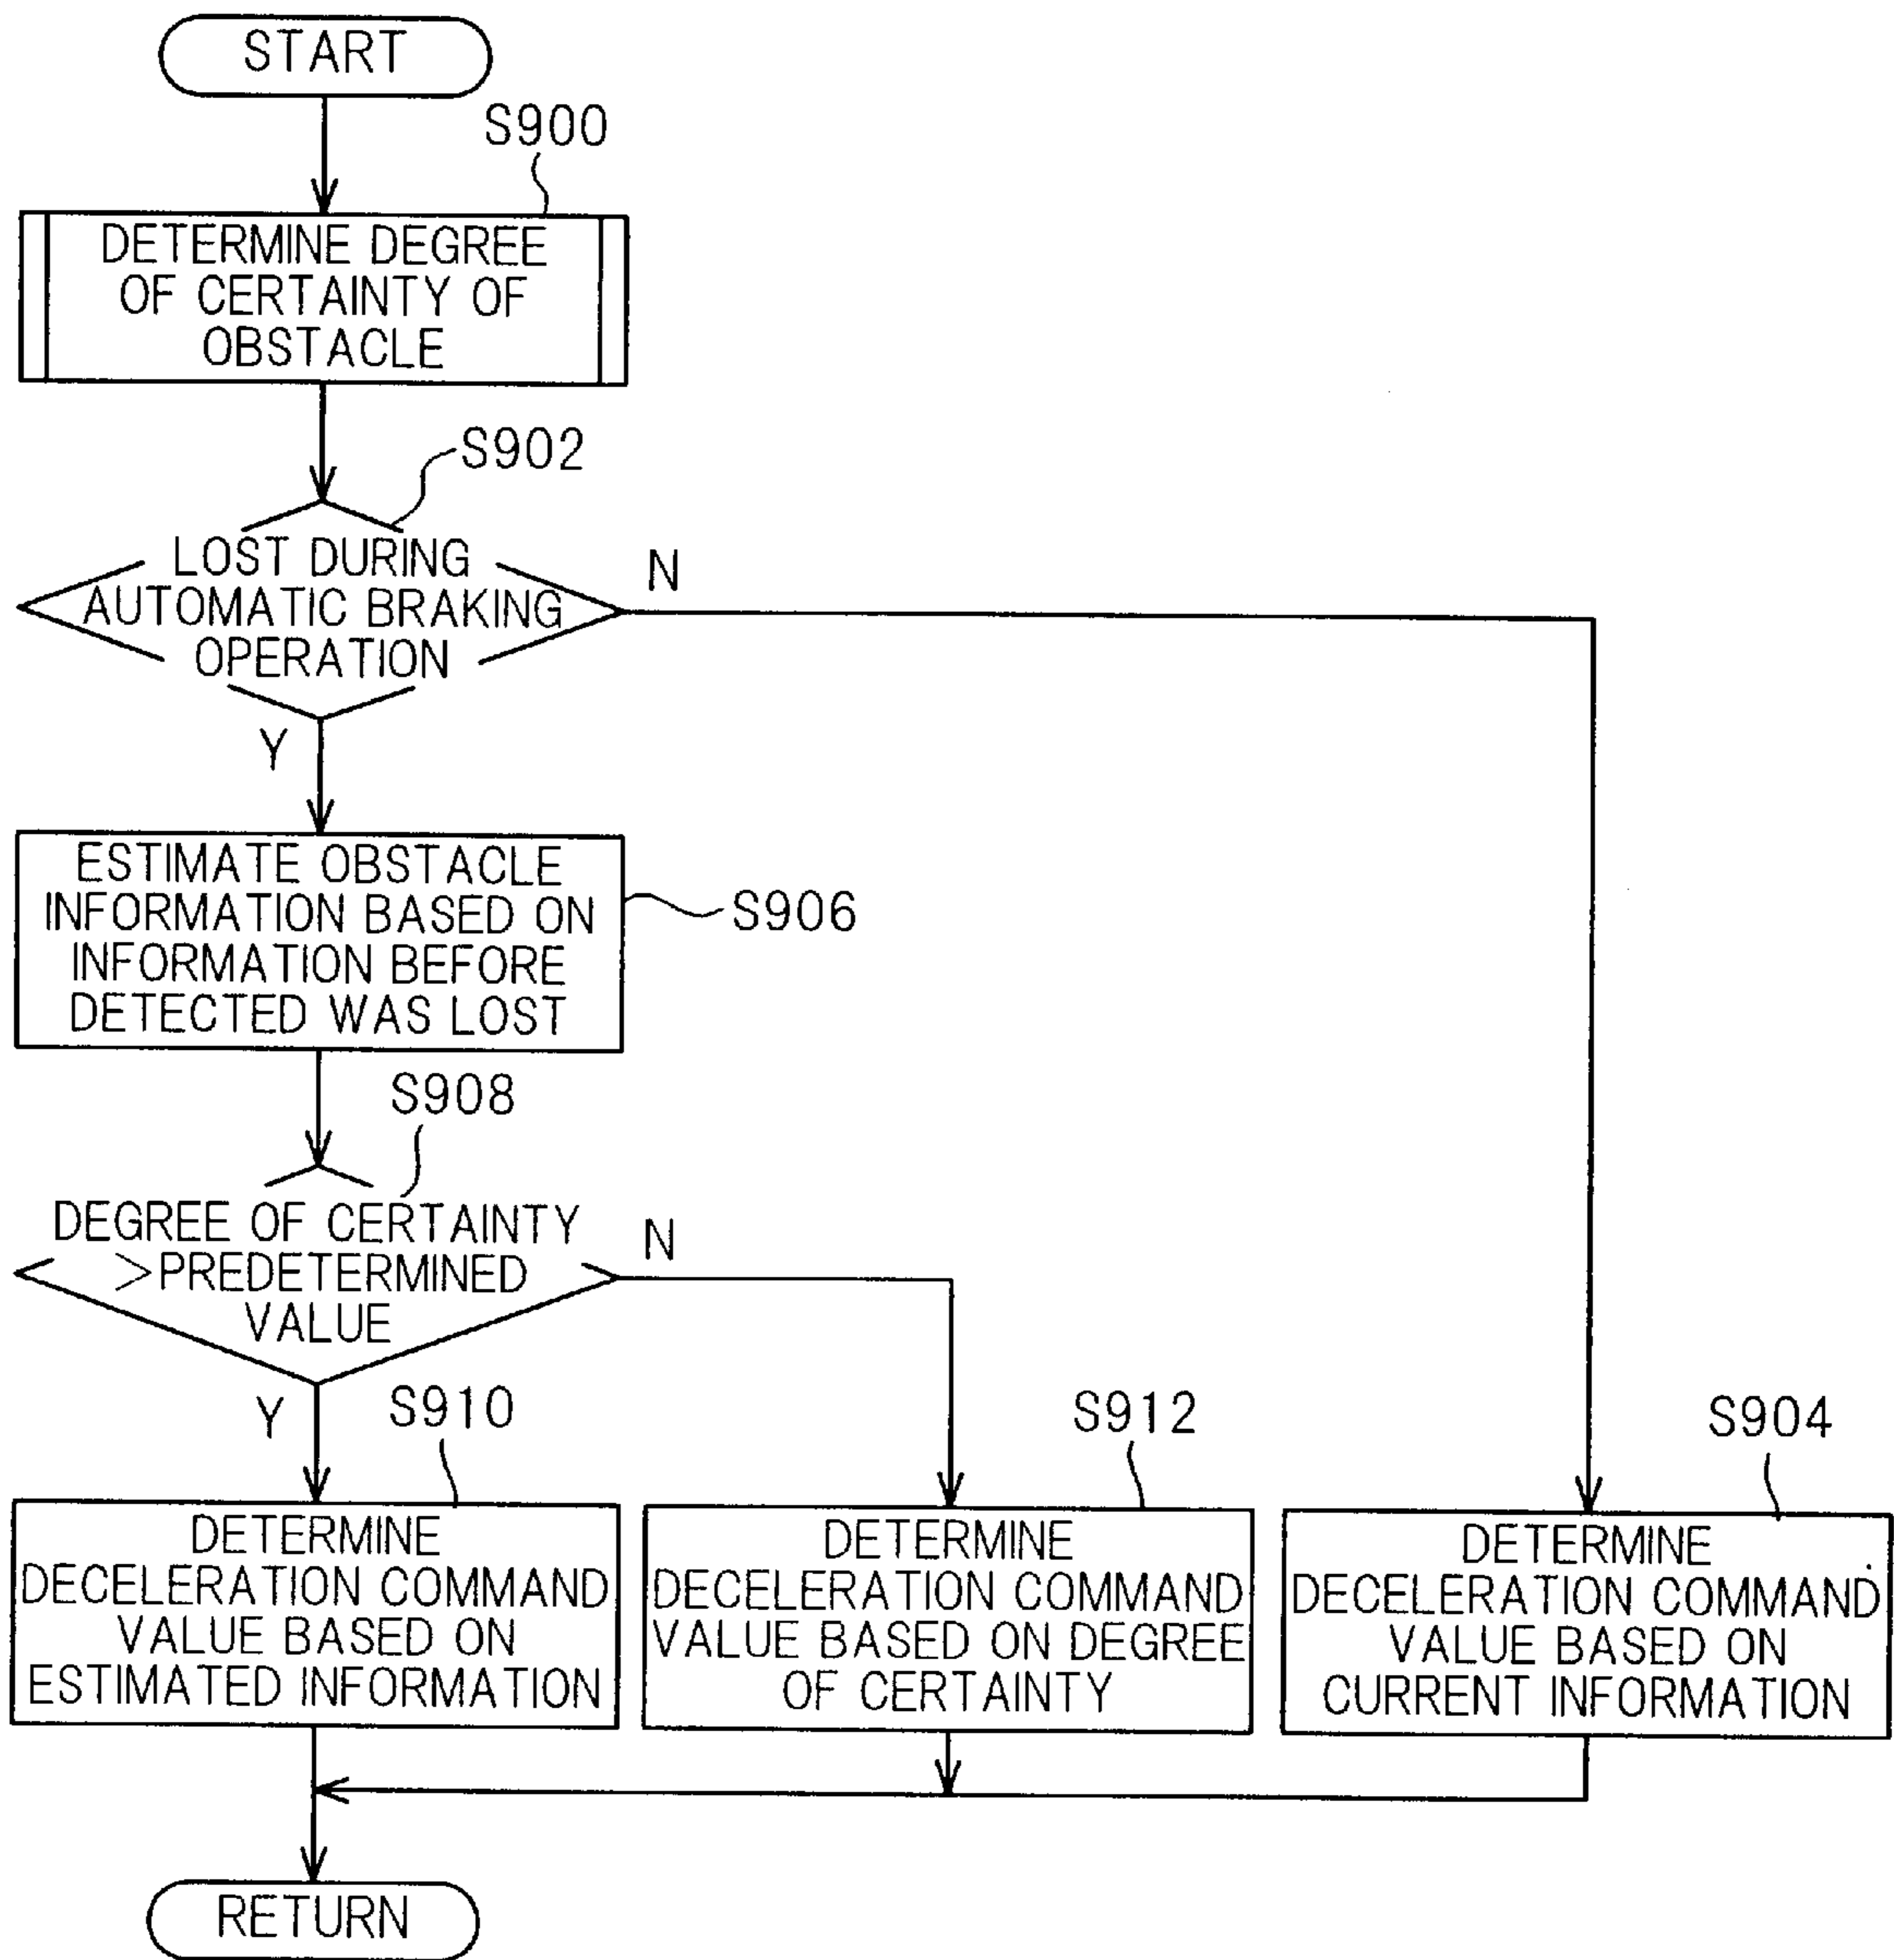 START
S900
DETERMINE DEGREE
OF CERTAINTY OF
OBSTACLE
S902
LOST DURING
AUTOMATIC BRAKING
OPERATION
N
Y
ESTIMATE OBSTACLE
INFORMATION BASED ON
INFORMATION BEFORE
DETECTED WAS LOST
S906
S908
DEGREE OF CERTAINTY
>PREDETERMINED
VALUE
N
Y
S910
DETERMINE
DECELERATION COMMAND
VALUE BASED ON
ESTIMATED INFORMATION
S912
DETERMINE
DECELERATION COMMAND
VALUE BASED ON DEGREE
OF CERTAINTY
S904
DETERMINE
DECELERATION COMMAND
VALUE BASED ON
CURRENT INFORMATION
RETURN